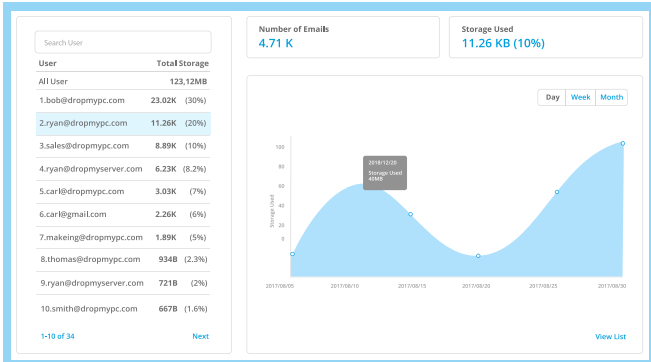 Search User
User Total Storage
All User 123,12MB
1.bob@dropmypc.com 23.02K (30%)
2.ryan@dropmypc.com 11.26K (20%)
3.sales@dropmypc.com 8.89K (10%)
4.ryan@dropmyserver.com 6.23K (8.2%)
5.carl@dropmypc.com 3.03K (7%)
6.carl@gmail.com 2.26K (6%)
7.makeing@dropmypc.com 1.89K (5%)
8.thomas@dropmypc.com 934B (2.3%)
9.ryan@dropmyserver.com 721B (2%)
10.smith@dropmypc.com 667B (1.6%)
1-10 of 34 Next
Number of Emails
4.71 K
Storage Used
11.26 KB (10%)
Day Week Month
100
80
60
40
20
0
Storage Used
2018/12/20
Storage Used
40MB
2017/08/05 2017/08/10 2017/08/15 2017/08/20 2017/08/25 2017/08/30
View List